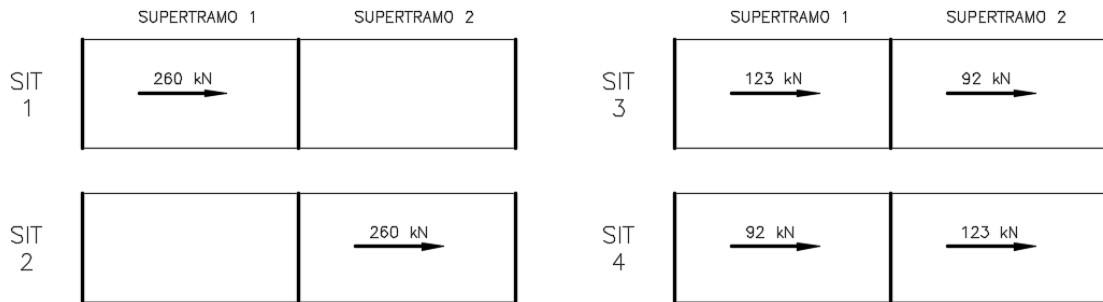 SUPERTRAMO 1 SUPERTRAMO 2
SIT 1
260 kN
SIT 2
260 kN
SUPERTRAMO 1 SUPERTRAMO 2
SIT 3
123 kN 92 kN
SIT 4
92 kN 123 kN